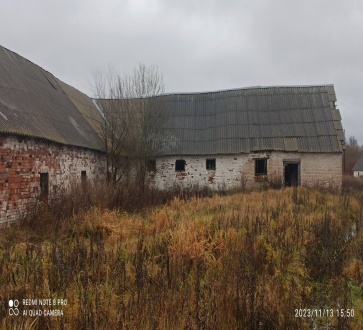 REDMI NOTE 8 PRO
AI QUAD CAMERA
2023/11/13 15:50